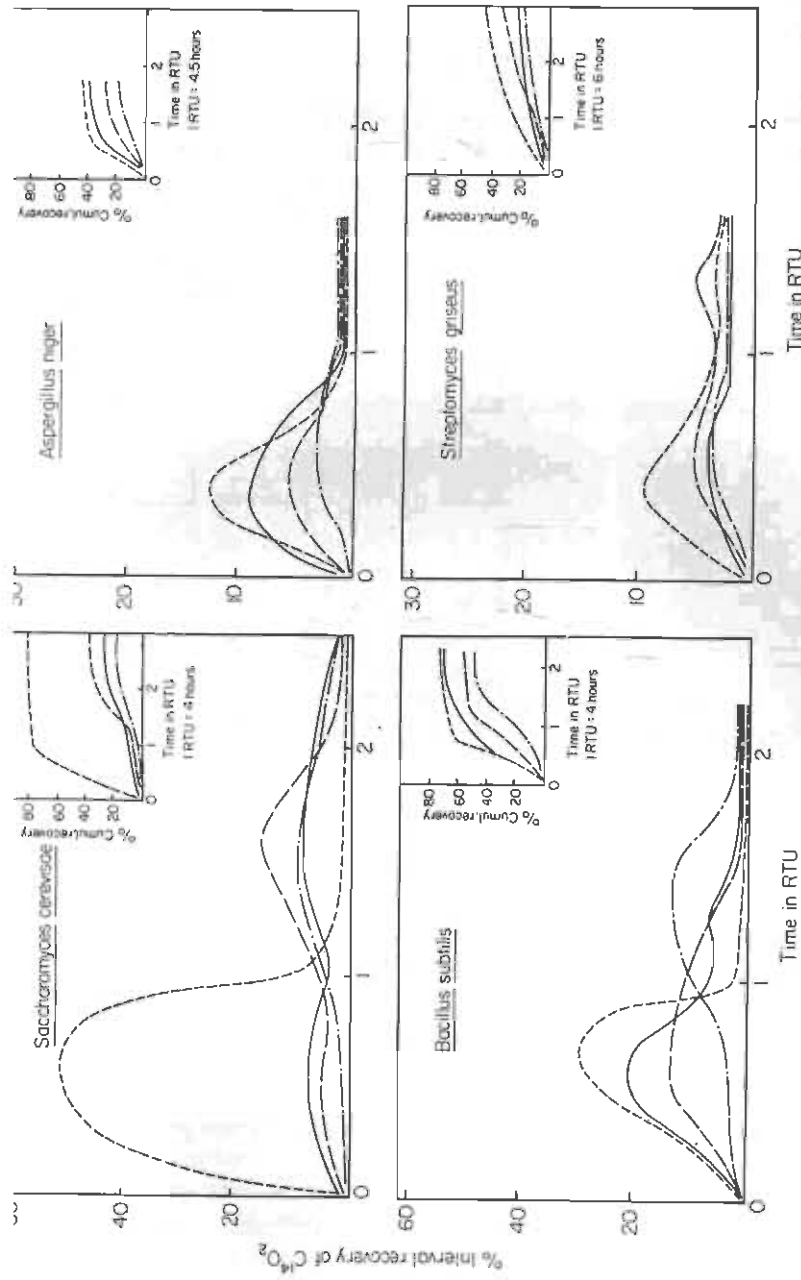 % Interval recovery of C¹⁴O₂
Saccharomyces cerevisiae
40
20
0
1
2
% Cumul. recovery
80
60
40
20
0
1
2
Time in RTU
1 RTU = 4 hours
Aspergillus niger
20
10
0
1
2
% Cumul. recovery
80
60
40
20
0
1
2
Time in RTU
1 RTU = 4.5 hours
Bacillus subtilis
60
40
20
0
1
2
Time in RTU
% Cumul. recovery
80
60
40
20
0
1
2
Time in RTU
1 RTU = 4 hours
Streptomyces griseus
30
20
10
0
1
2
Time in RTU
% Cumul. recovery
80
60
40
20
0
1
2
Time in RTU
1 RTU = 6 hours